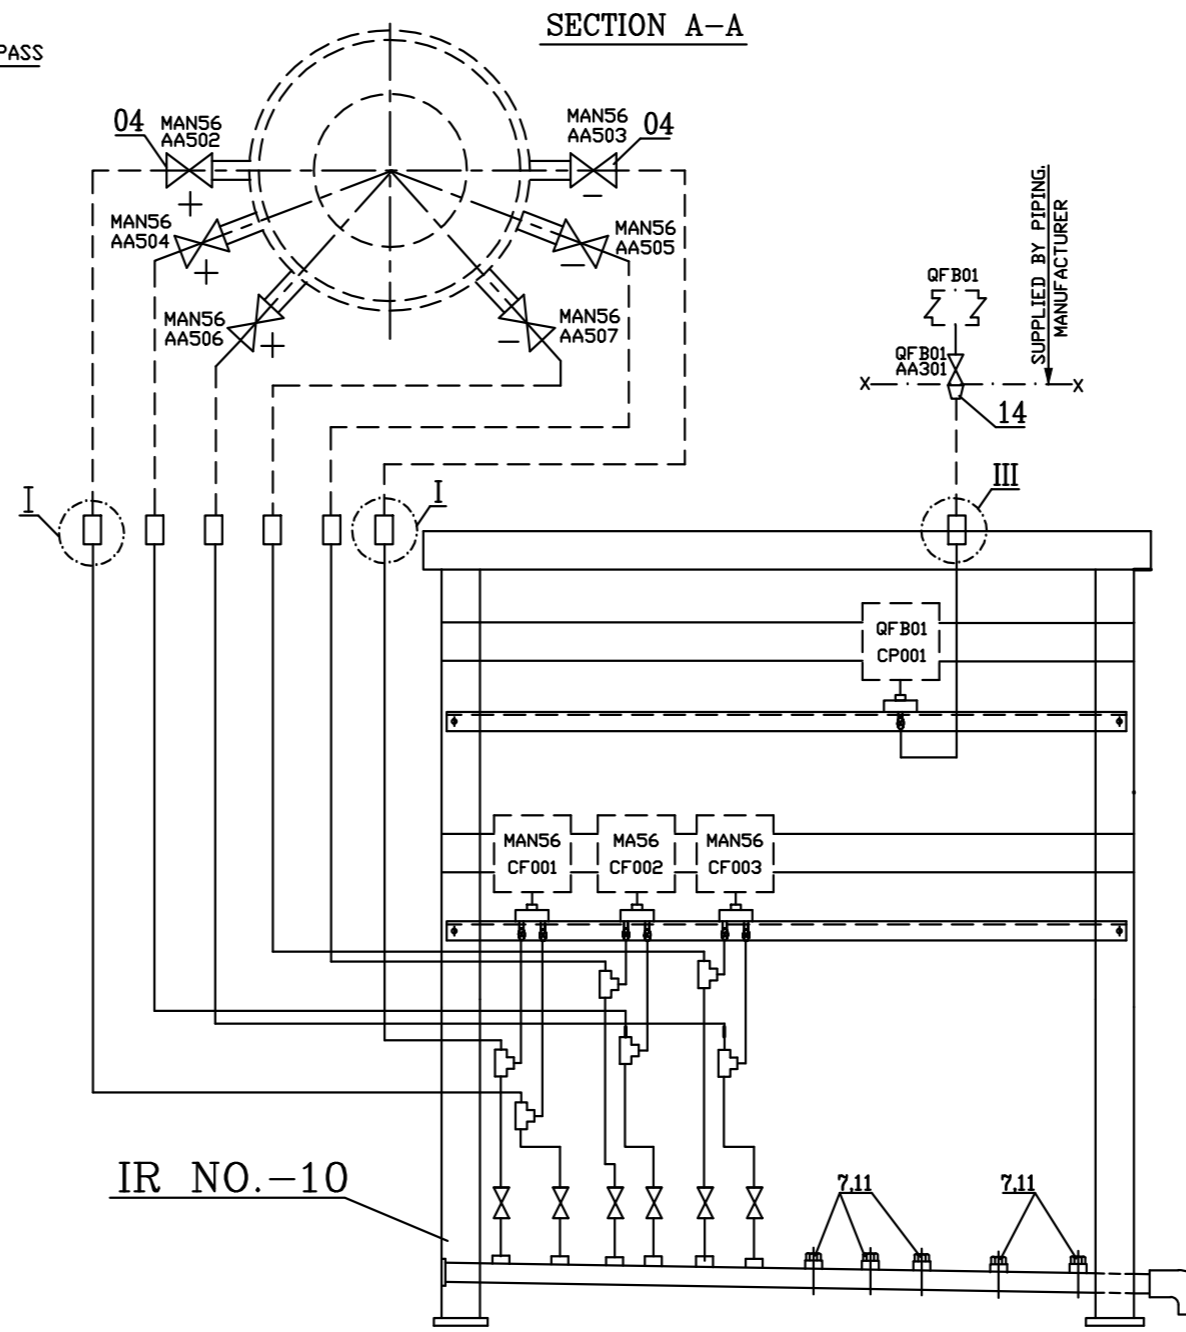 SECTION A-A
PASS
04
MAN56
AA502
MAN56
AA503
04
+
-
MAN56
AA504
+
MAN56
AA505
-
MAN56
AA506
+
MAN56
AA507
-
QFB01
SUPPLIED BY PIPING.
MANUFACTURER
QFB01
AA301
X
X
14
I
I
III
QFB01
CP001
MAN56
CF001
MA56
CF002
MAN56
CF003
IR NO.-10
7,11
7,11